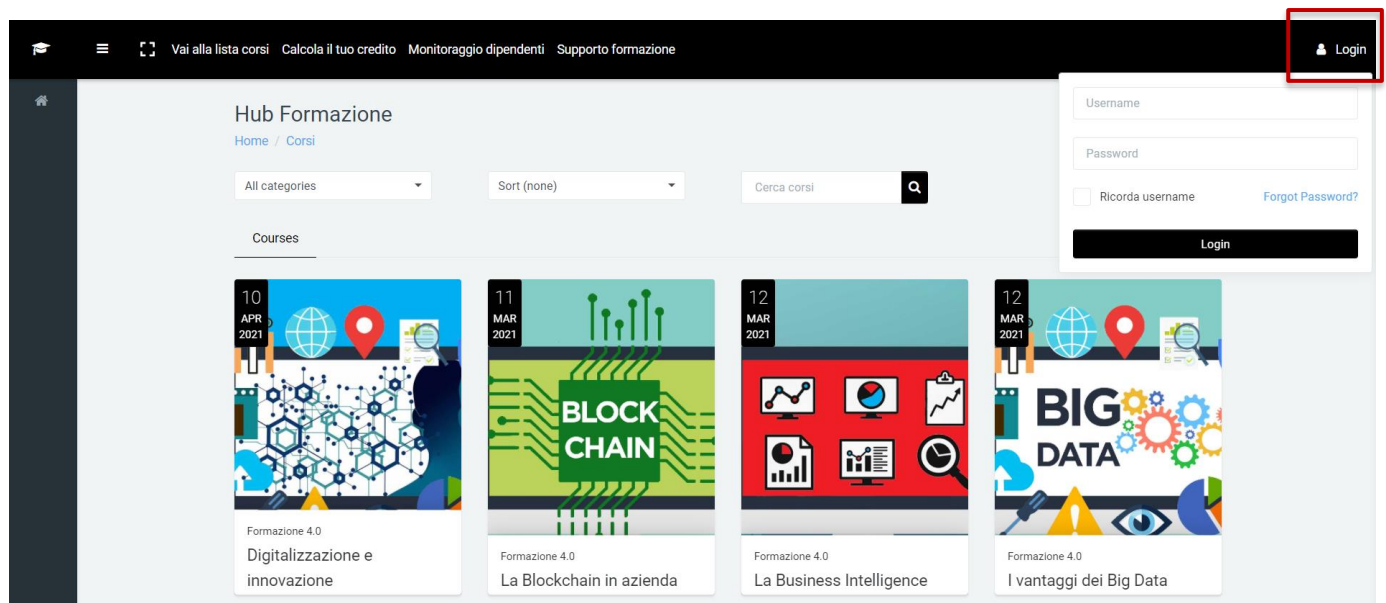 Vai alla lista corsi Calcola il tuo credito Monitoraggio dipendenti Supporto formazione Login
Hub Formazione
Home / Corsi
Username
Password
Ricorda username Forgot Password?
Login
All categories Sort (none) Cerca corsi
Courses
10
APR
2021
11
MAR
2021
BLOCK
CHAIN
12
MAR
2021
12
MAR
2021
BIG
DATA
Formazione 4.0
Digitalizzazione e
innovazione
Formazione 4.0
La Blockchain in azienda
Formazione 4.0
La Business Intelligence
Formazione 4.0
I vantaggi dei Big Data